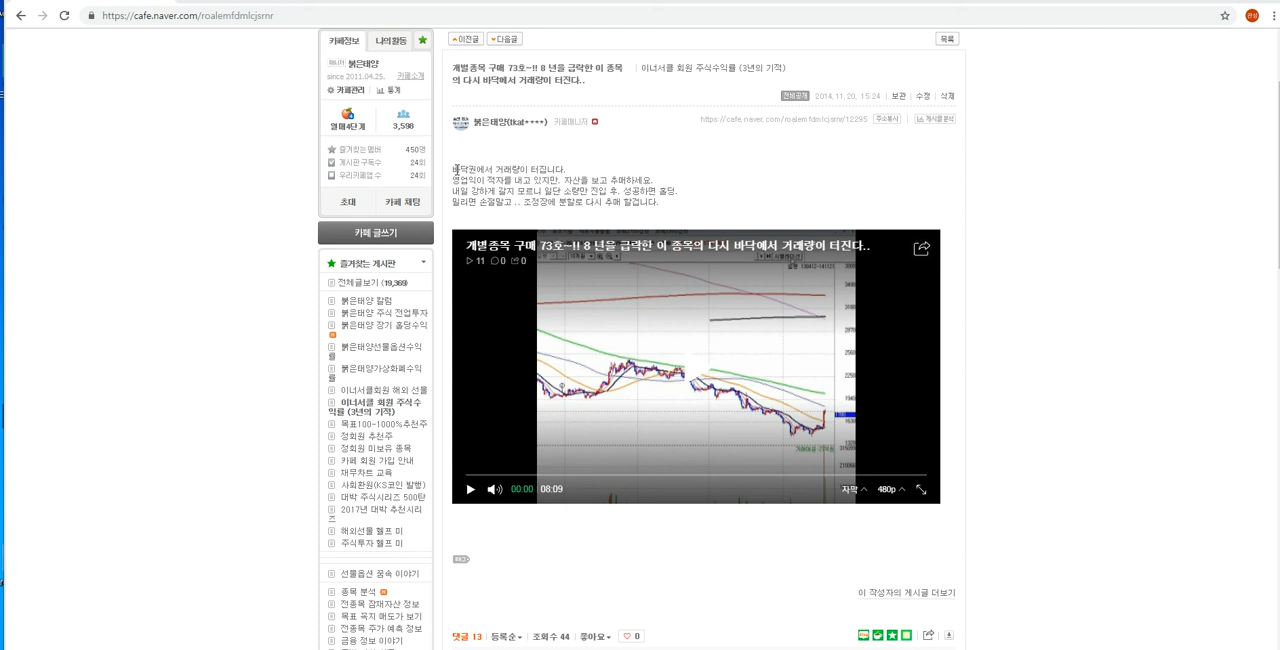 https://cafe.naver.com/roalemfdmlcjsrnr
카페정보 나의활동
매니저 붉은태양
since 2011.04.25. 카페소개
카페관리 통계
열매4단계 3,598
즐겨찾는 멤버 450명
게시판 구독수 24회
우리카페앱 수 24회
초대 카페 채팅
카페 글쓰기
즐겨찾는 게시판
전체글보기 (19,369)
붉은태양 칼럼
붉은태양 주식 전업투자
붉은태양 장기 홀딩수익
붉은태양선물옵션수익
률
붉은태양가상화폐수익
률
이너서클회원 해외 선물
이너서클 회원 주식수
익률 (3년의 기적)
목표100-1000%추천주
정회원 추천주
정회원 미보유 종목
카페 회원 가입 안내
재무차트 교육
사회환원(KS코인 발행)
대박 주식시리즈 500탄
2017년 대박 추천시리
즈
해외선물 헬프 미
주식투자 헬프 미
선물옵션 꿈속 이야기
종목 분석
전종목 잠재자산 정보
목표 꼭지 매도가 보기
전종목 주가 예측 정보
금융 정보 이야기
이전글 다음글 목록
개별종목 구매 73호~!! 8 년을 급락한 이 종목
의 다시 바닥에서 거래량이 터진다..
이너서클 회원 주식수익률 (3년의 기적)
전체공개 2014, 11, 20, 15:24 보관 수정 삭제
붉은태양(tkat****) 카페매니저
https://cafe.naver.com/roalemfdmlcjsrnr/12295 주소복사 게시글 분석
바닥권에서 거래량이 터집니다.
영업익이 적자를 내고 있지만. 자산을 보고 추매하세요.
내일 강하게 갈지 모르니 일단 소량만 진입 후. 성공하면 홀딩.
밀리면 손절말고 .. 조정장에 분할로 다시 추매 할겁니다.
개별종목 구매 73호~!! 8 년을 급락한 이 종목의 다시 바닥에서 거래량이 터진다..
11 0 0
00:00 08:09 자막 480p
태그
이 작성자의 게시글 더보기
댓글 13 등록순 조회수 44 좋아요 0